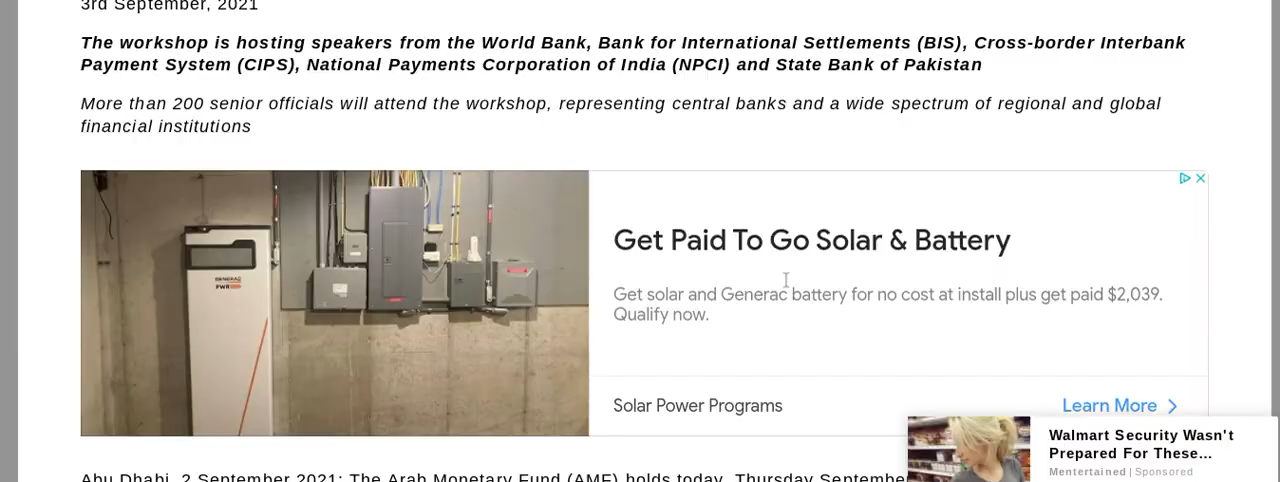 3rd September, 2021
The workshop is hosting speakers from the World Bank, Bank for International Settlements (BIS), Cross-border Interbank
Payment System (CIPS), National Payments Corporation of India (NPCI) and State Bank of Pakistan
More than 200 senior officials will attend the workshop, representing central banks and a wide spectrum of regional and global
financial institutions
GENERAC
PWR
Get Paid To Go Solar & Battery
Get solar and Generac battery for no cost at install plus get paid $2,039.
Qualify now.
Solar Power Programs
Learn More
Walmart Security Wasn't
Prepared For These...
Mentertained | Sponsored
Abu Dhabi, 2 September 2021: The Arab Monetary Fund (AMF) holds today, Thursday Septembe